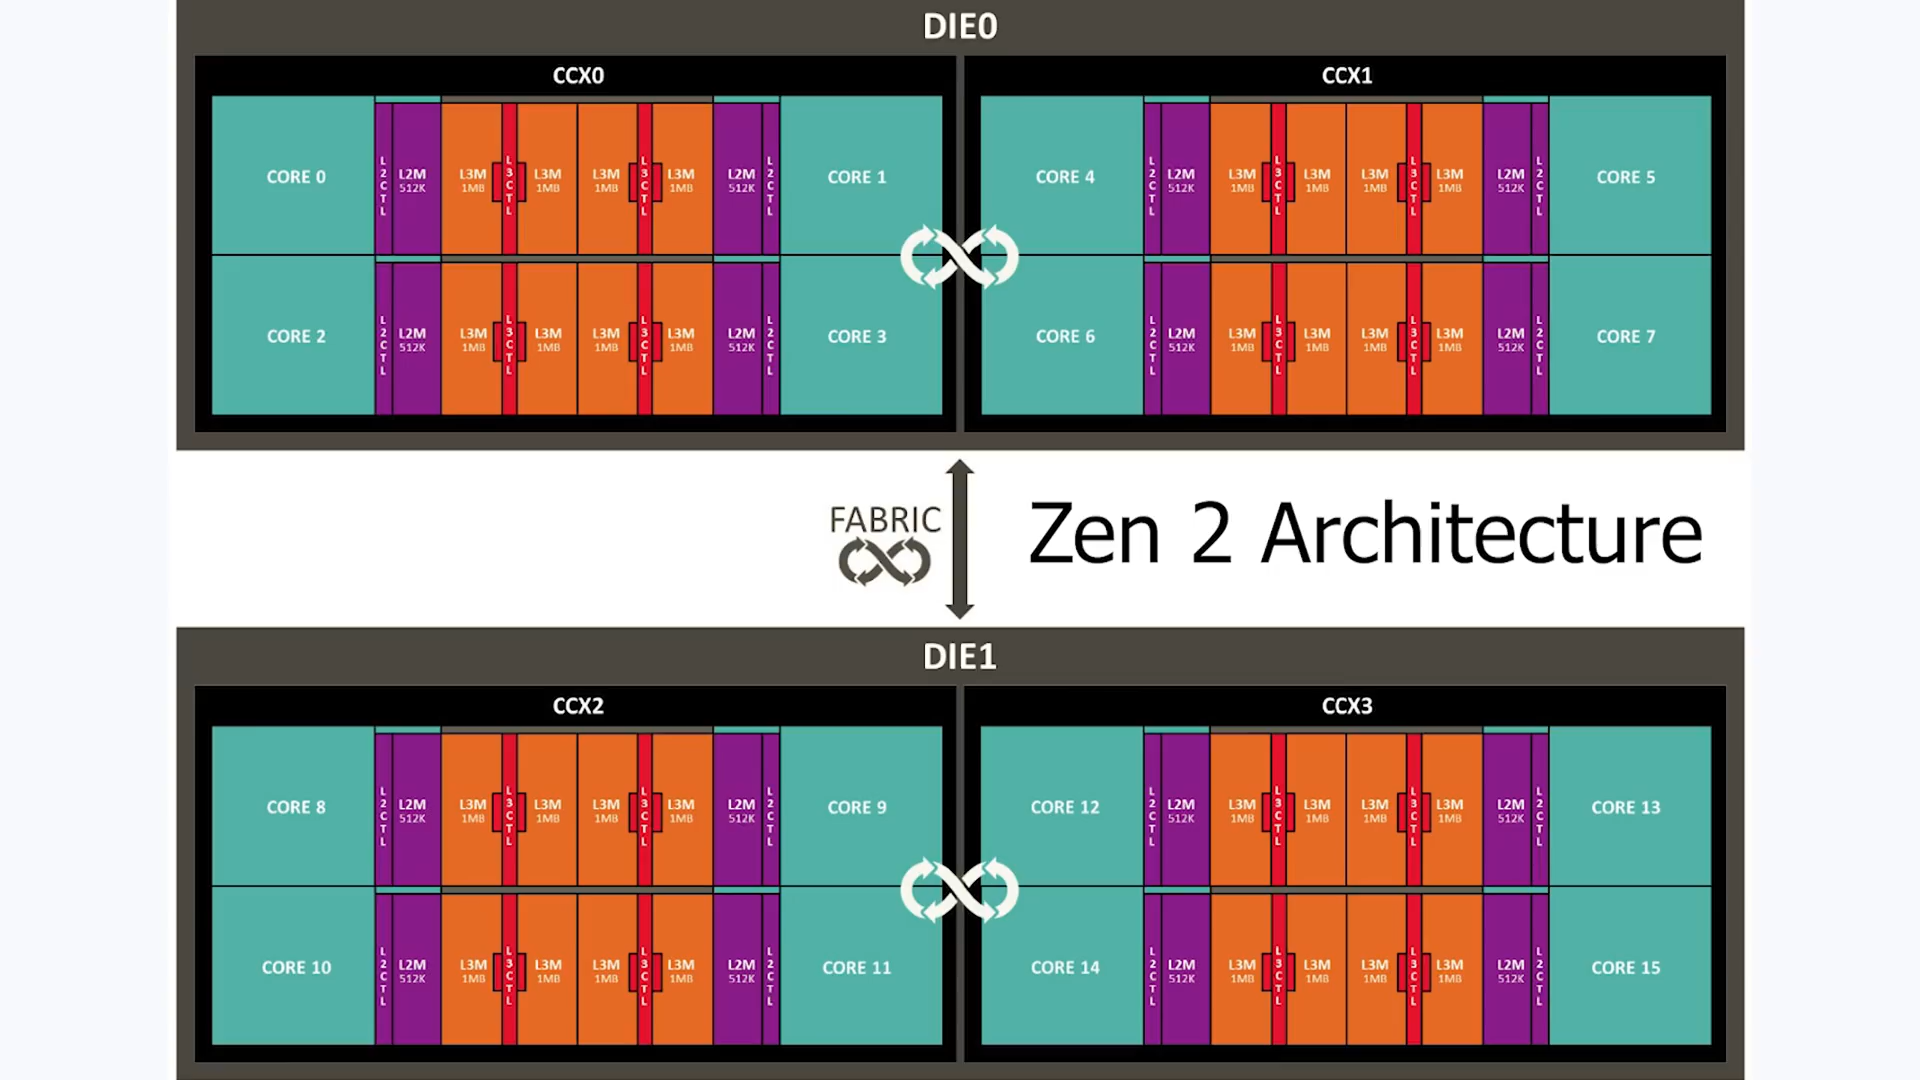 DIE0
CCX0 CCX1
CORE 0 L2CTL L2M 512K L3M 1MB L3CTL L3M 1MB L3M 1MB L3CTL L3M 1MB L2M 512K L2CTL CORE 1 CORE 4 L2CTL L2M 512K L3M 1MB L3CTL L3M 1MB L3M 1MB L3CTL L3M 1MB L2M 512K L2CTL CORE 5
CORE 2 L2CTL L2M 512K L3M 1MB L3CTL L3M 1MB L3M 1MB L3CTL L3M 1MB L2M 512K L2CTL CORE 3 CORE 6 L2CTL L2M 512K L3M 1MB L3CTL L3M 1MB L3M 1MB L3CTL L3M 1MB L2M 512K L2CTL CORE 7
FABRIC
Zen 2 Architecture
DIE1
CCX2 CCX3
CORE 8 L2CTL L2M 512K L3M 1MB L3CTL L3M 1MB L3M 1MB L3CTL L3M 1MB L2M 512K L2CTL CORE 9 CORE 12 L2CTL L2M 512K L3M 1MB L3CTL L3M 1MB L3M 1MB L3CTL L3M 1MB L2M 512K L2CTL CORE 13
CORE 10 L2CTL L2M 512K L3M 1MB L3CTL L3M 1MB L3M 1MB L3CTL L3M 1MB L2M 512K L2CTL CORE 11 CORE 14 L2CTL L2M 512K L3M 1MB L3CTL L3M 1MB L3M 1MB L3CTL L3M 1MB L2M 512K L2CTL CORE 15